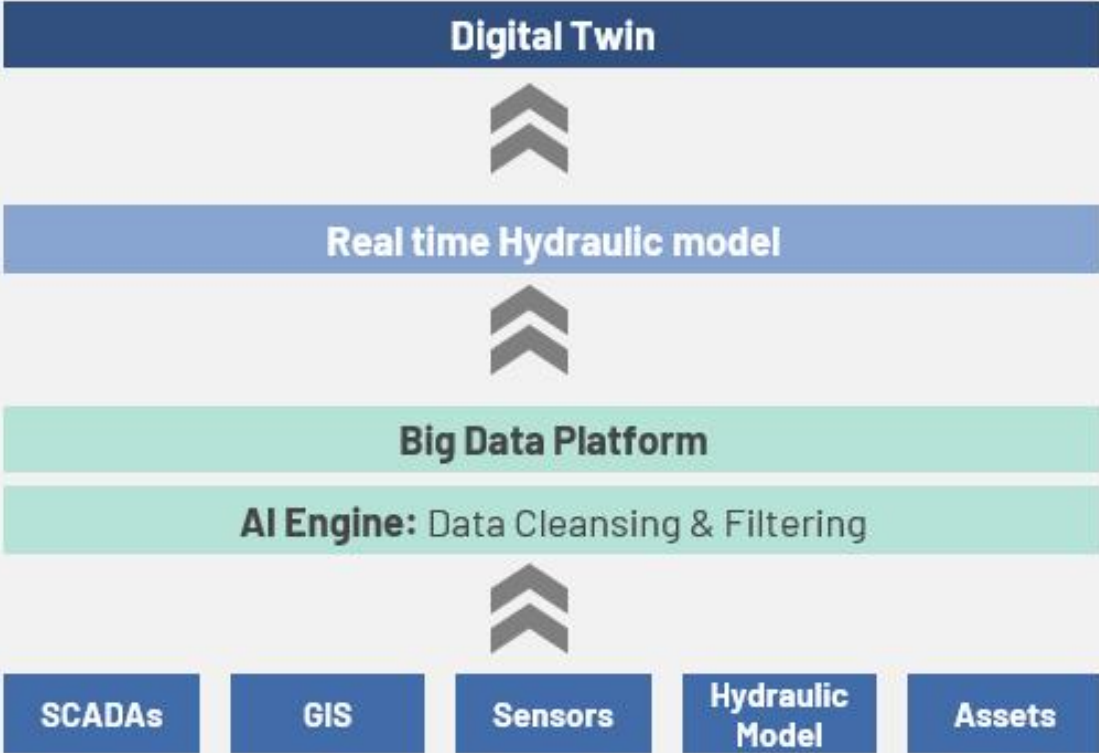 Digital Twin
Real time Hydraulic model
Big Data Platform
AI Engine: Data Cleansing & Filtering
SCADAs
GIS
Sensors
Hydraulic
Model
Assets